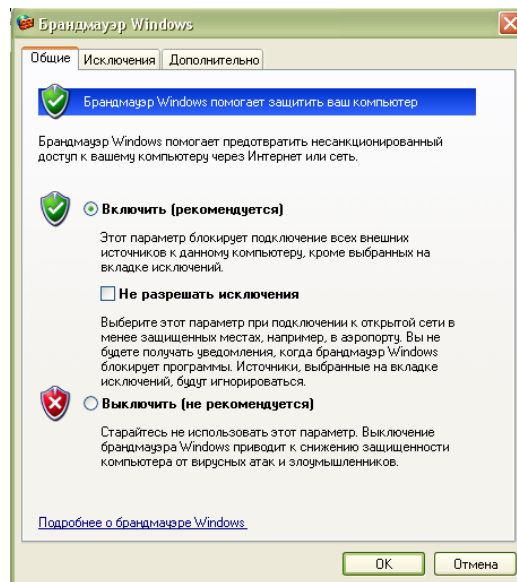 Брандмауэр Windows
Общие Исключения Дополнительно
Брандмауэр Windows помогает защитить ваш компьютер
Брандмауэр Windows помогает предотвратить несанкционированный
доступ к вашему компьютеру через Интернет или сеть.
Включить (рекомендуется)
Этот параметр блокирует подключение всех внешних
источников к данному компьютеру, кроме выбранных на
вкладке исключений.
Не разрешать исключения
Выберите этот параметр при подключении к открытой сети в
менее защищенных местах, например, в аэропорту. Вы не
будете получать уведомления, когда брандмауэр Windows
блокирует программы. Источники, выбранные на вкладке
исключений, будут игнорироваться.
Выключить (не рекомендуется)
Старайтесь не использовать этот параметр. Выключение
брандмауэра Windows приводит к снижению защищенности
компьютера от вирусных атак и злоумышленников.
Подробнее о брандмауэре Windows.
OK Отмена